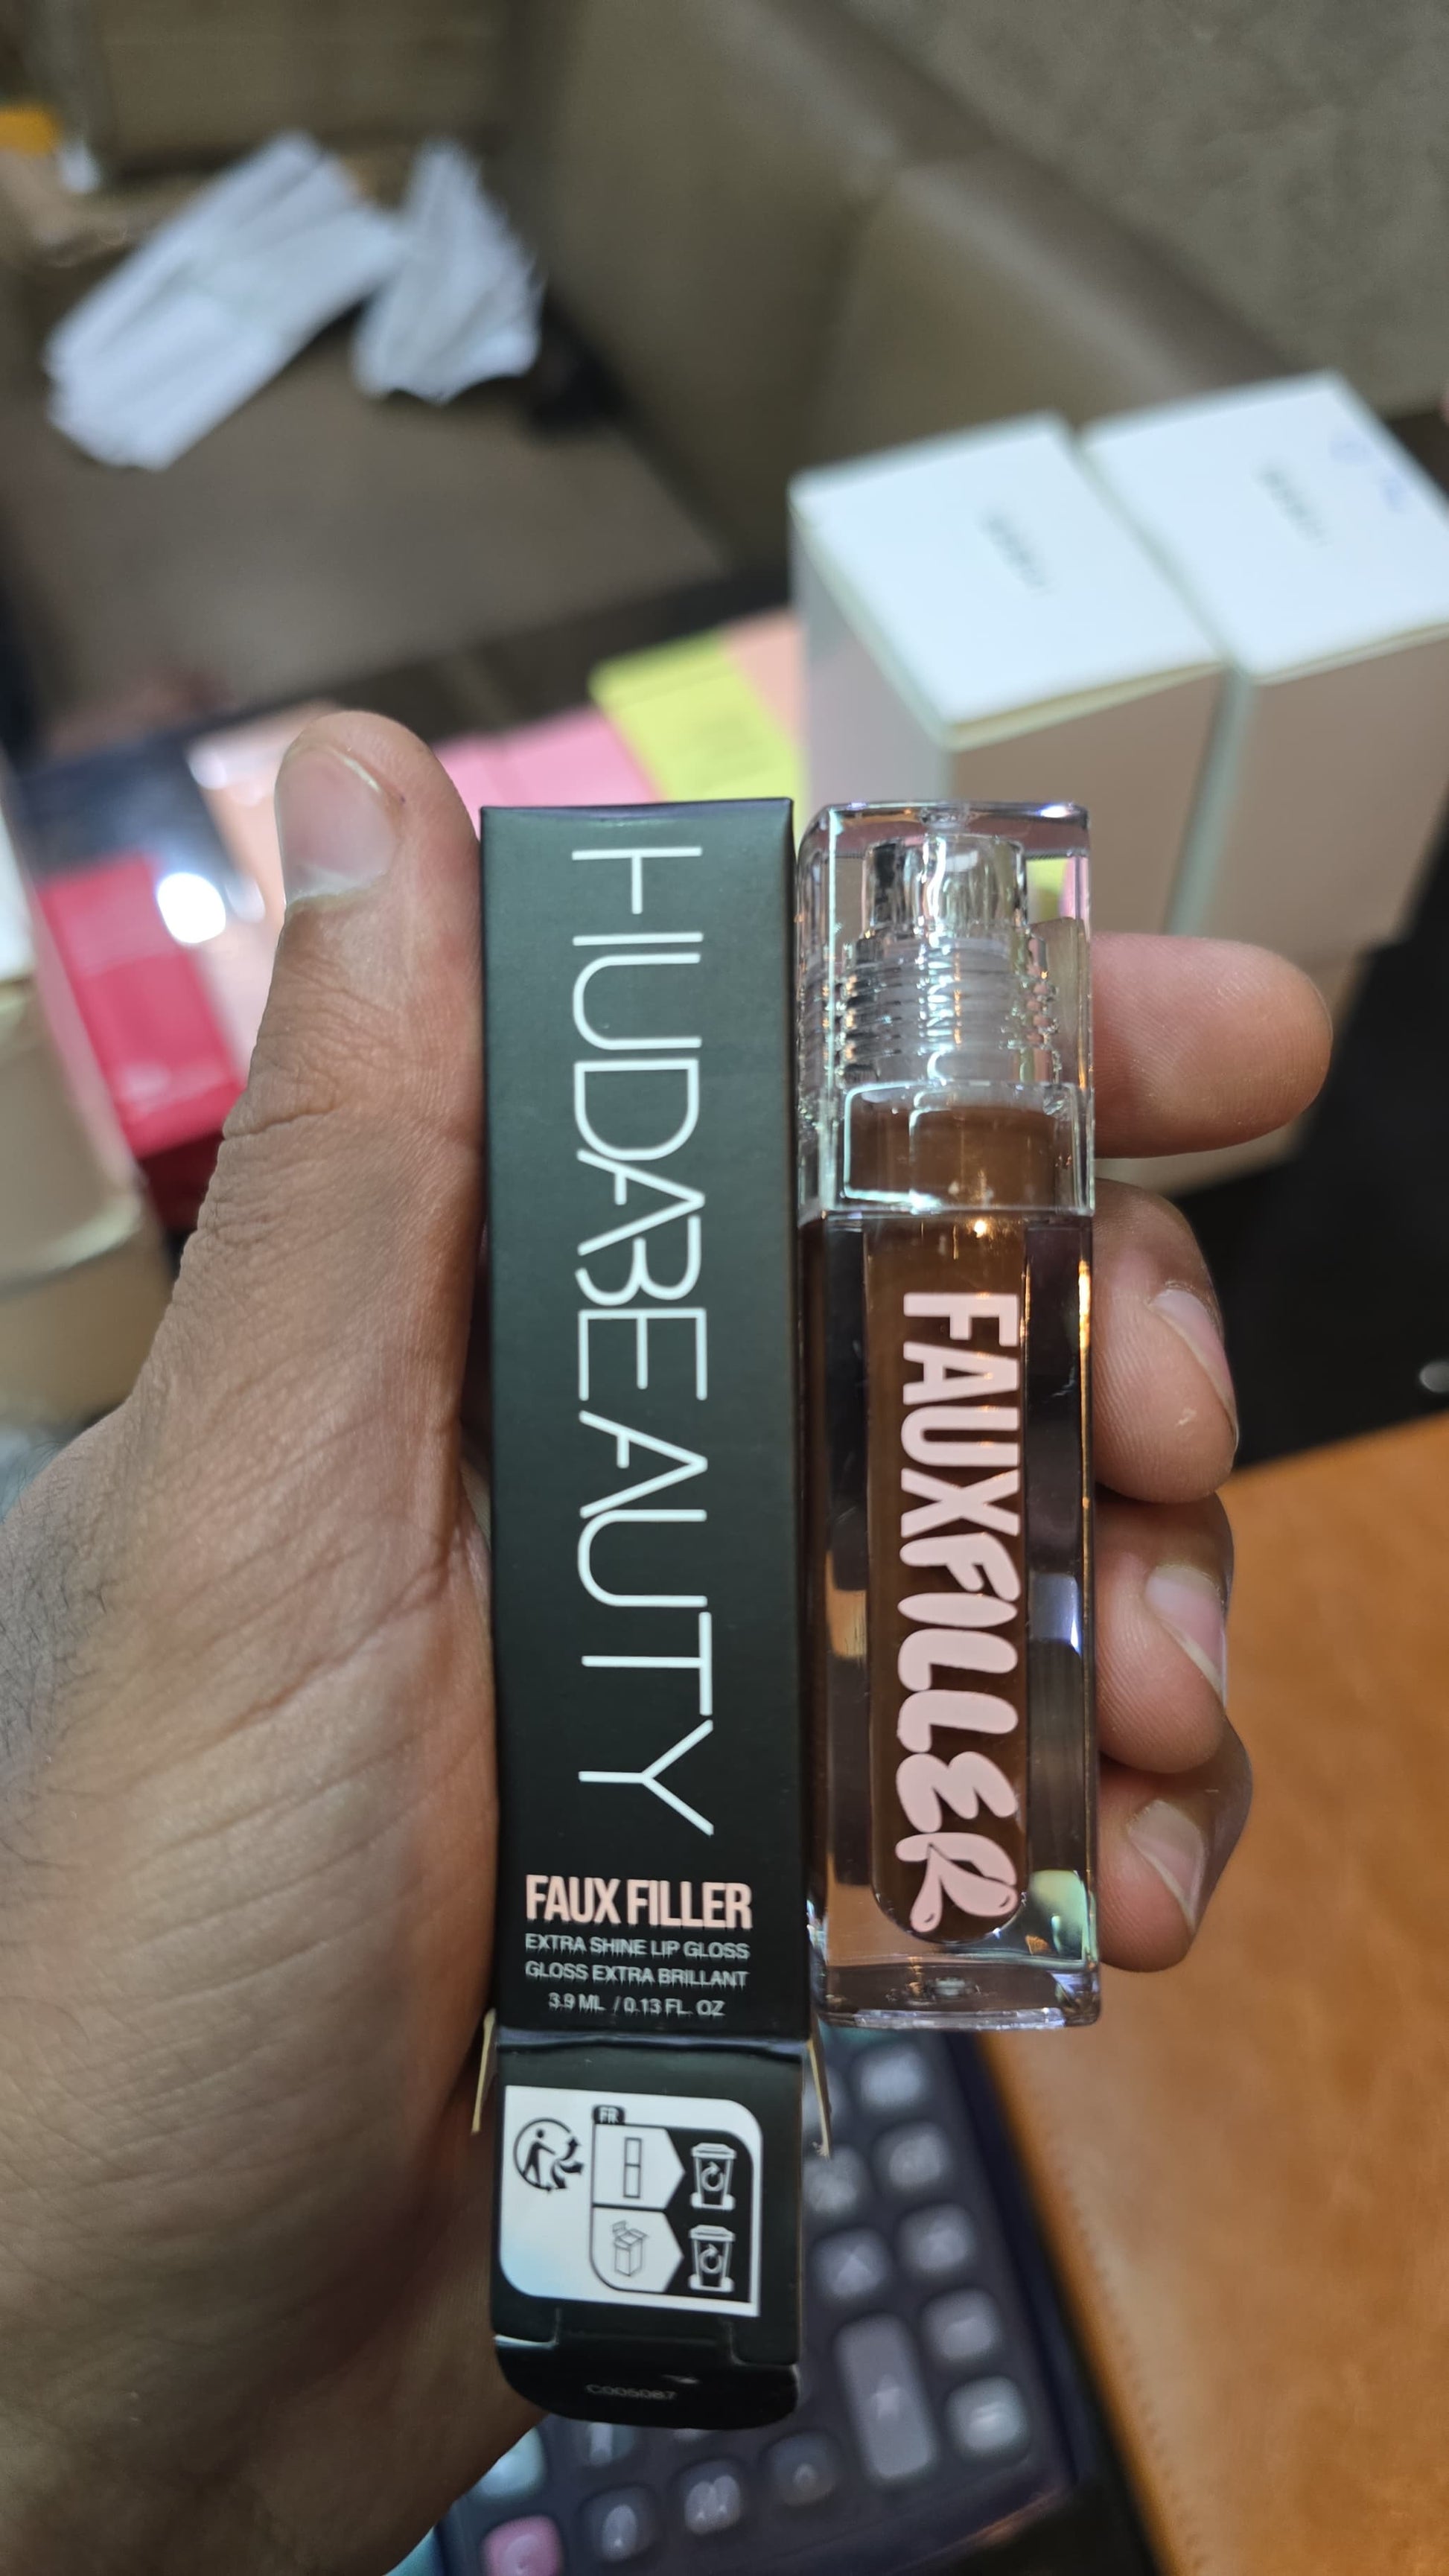 HUDABEAUTY
FAUX FILLER
EXTRA SHINE LIP GLOSS
GLOSS EXTRA BRILLANT
3.9 ML / 0.13 FL. OZ
FR
C005087
FAUXFILLER